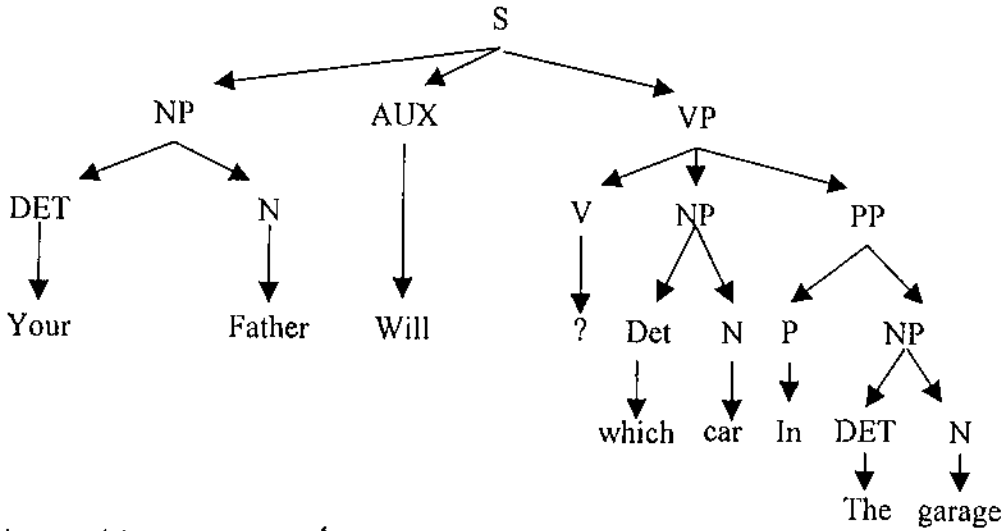 S
NP AUX VP
DET N V NP PP
Your Father Will ? Det N P NP
which car In DET N
The garage